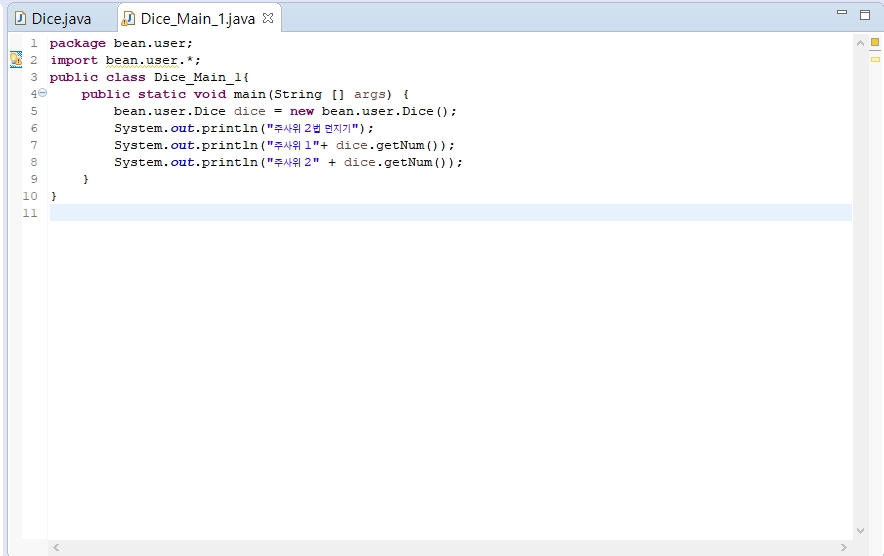 Dice.java Dice_Main_1.java
1 package bean.user;
2 import bean.user.*;
3 public class Dice_Main_1{
4 public static void main(String [] args) {
5 bean.user.Dice dice = new bean.user.Dice();
6 System.out.println("주사위 2법 던지기");
7 System.out.println("주사위 1"+ dice.getNum());
8 System.out.println("주사위 2" + dice.getNum());
9 }
10 }
11